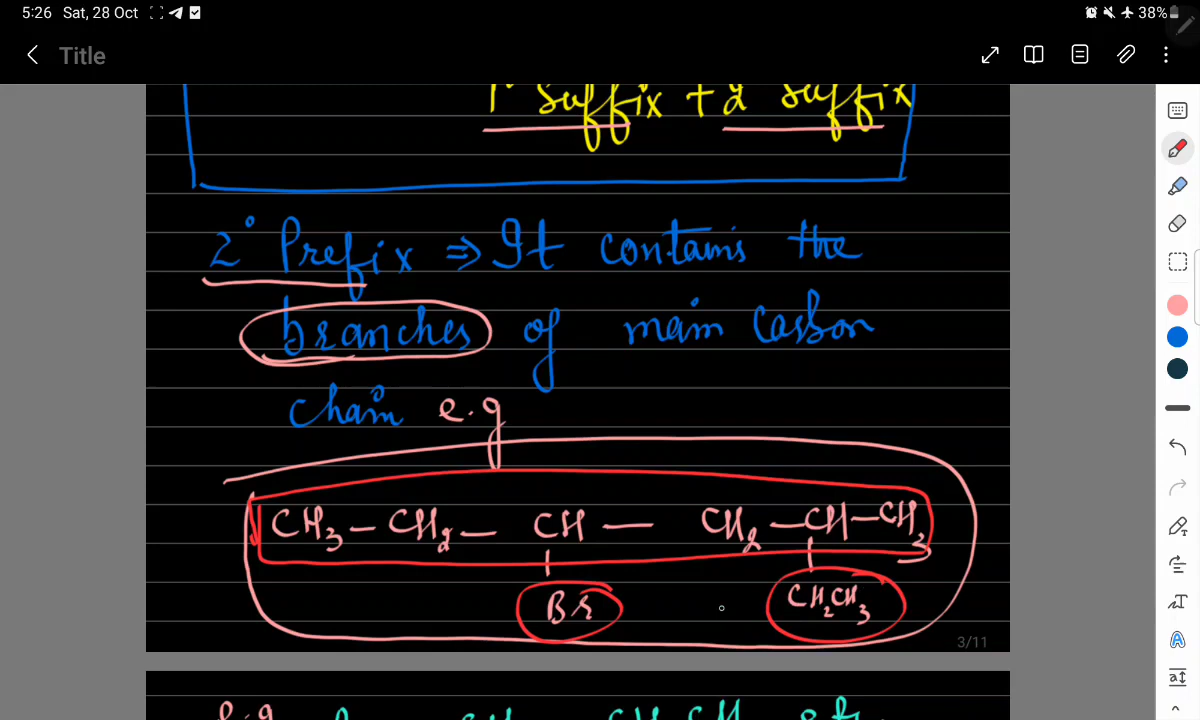 5:26 Sat, 28 Oct
38%
Title
1° Suffix + 2° Suffix
2° Prefix ⇒ It contains the
branches of main Carbon
Chain e.g
CH₃ – CH₂ – CH – CH₂ – CH – CH₃
Br CH₂CH₃
3/11